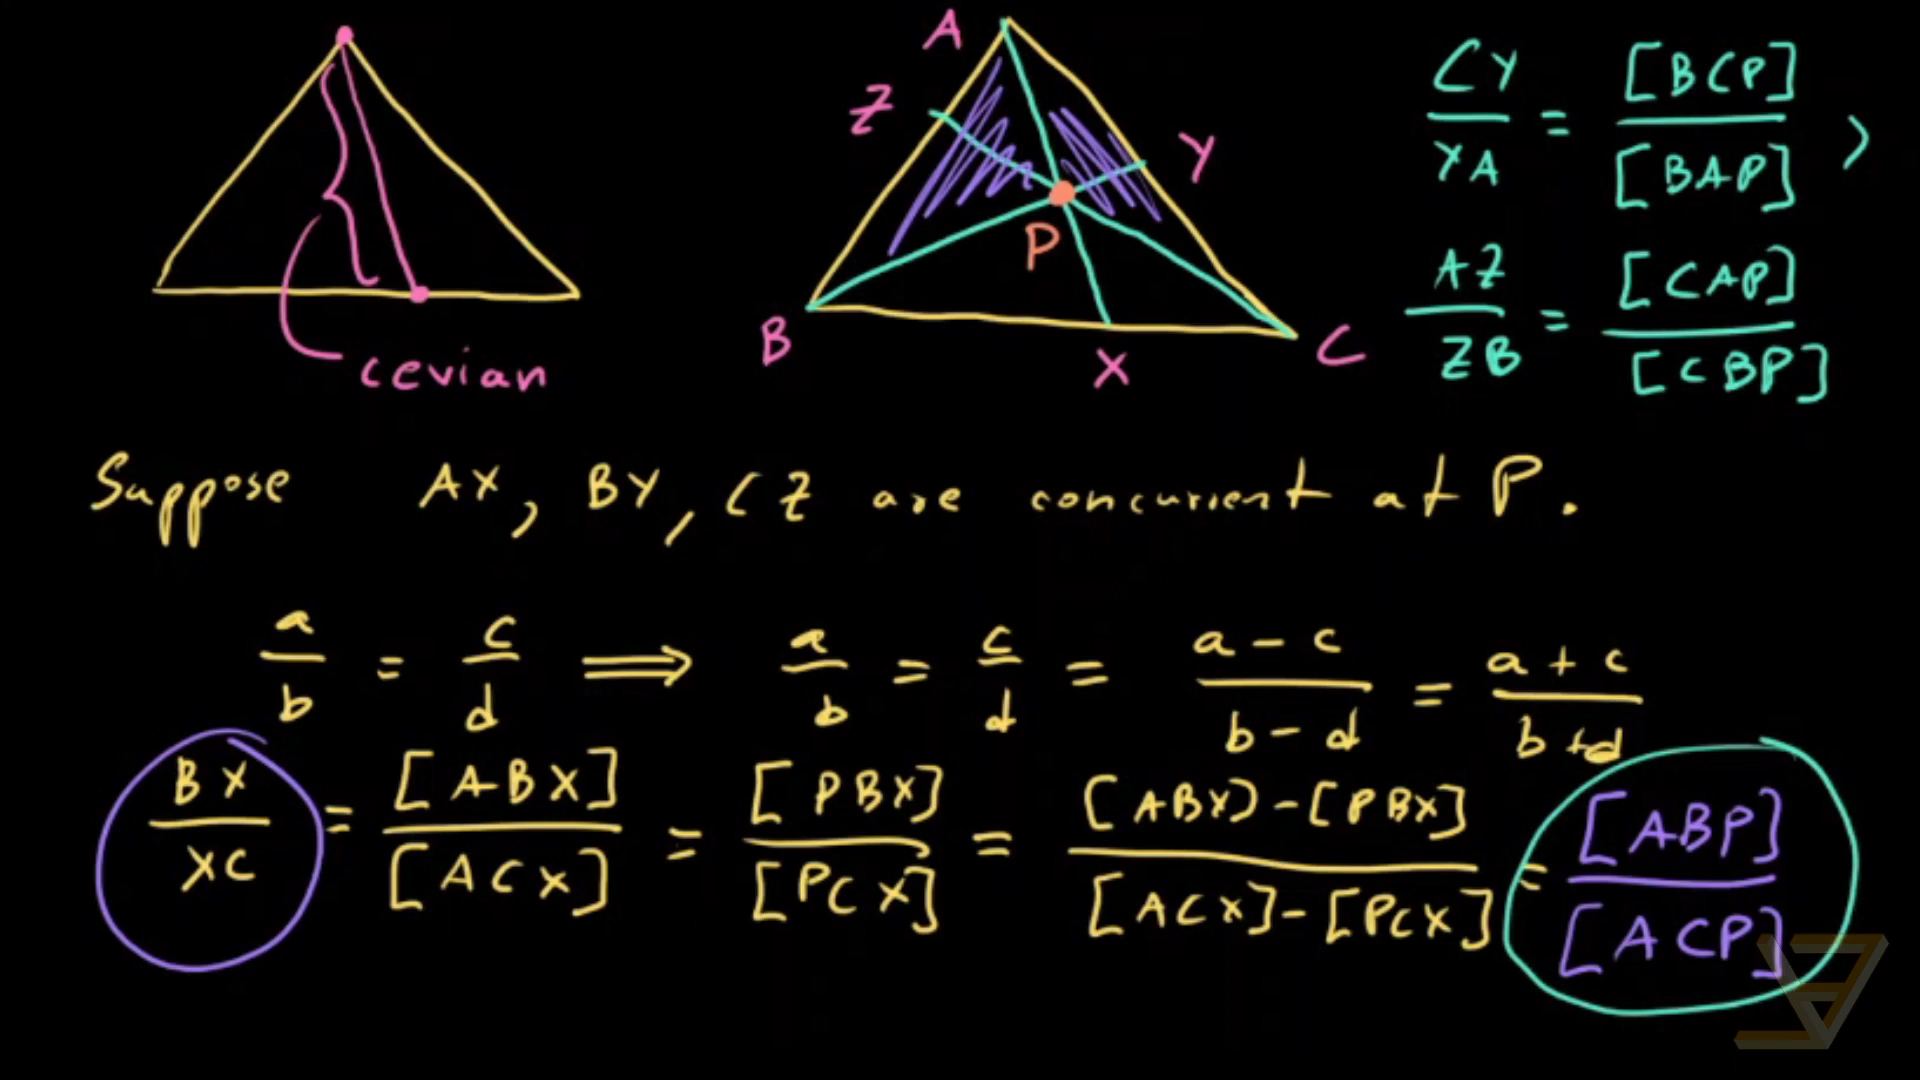 cevian
A
Z
Y
P
B
X
C
CY/YA = [BCP]/[BAP] ,
AZ/ZB = [CAP]/[CBP]
Suppose AX, BY, CZ are concurrent at P.
a/b = c/d ⟹ a/b = c/d = a-c/b-d = a+c/b+d
BX/XC = [ABX]/[ACX] = [PBX]/[PCX] = [ABX]-[PBX]/[ACX]-[PCX] = [ABP]/[ACP]